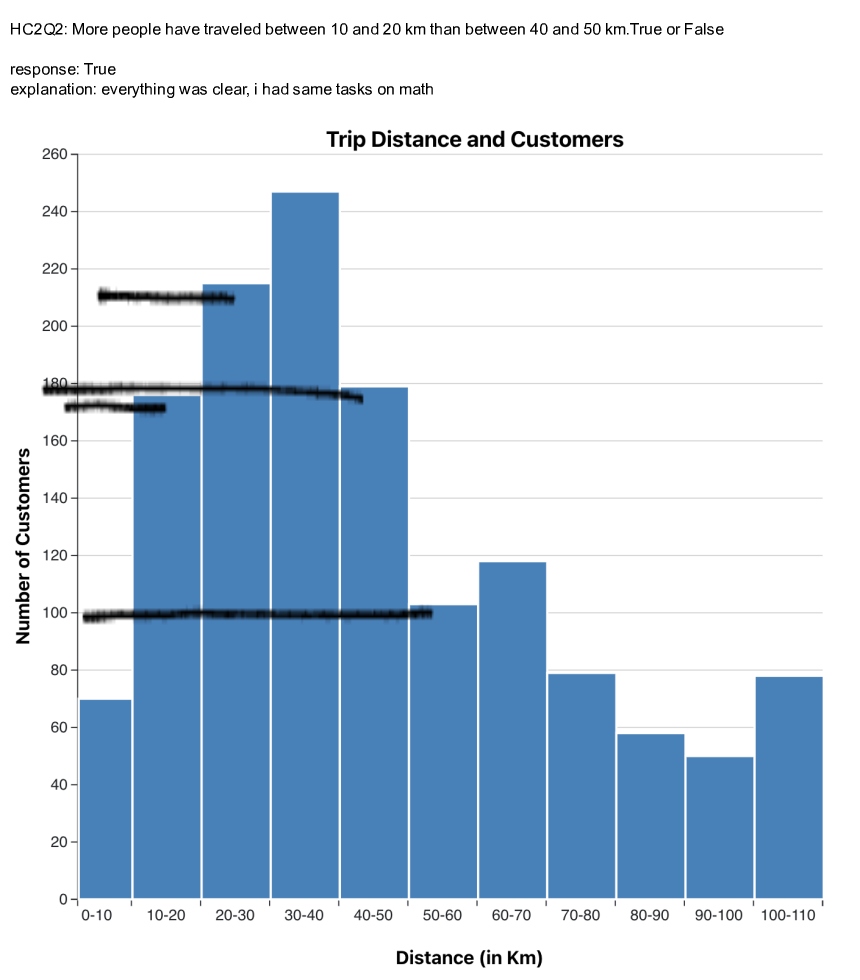 HC2Q2: More people have traveled between 10 and 20 km than between 40 and 50 km.True or False
response: True
explanation: everything was clear, i had same tasks on math
Trip Distance and Customers
260
240
220
200
180
160
140
120
100
80
60
40
20
0
Number of Customers
0-10 10-20 20-30 30-40 40-50 50-60 60-70 70-80 80-90 90-100 100-110
Distance (in Km)